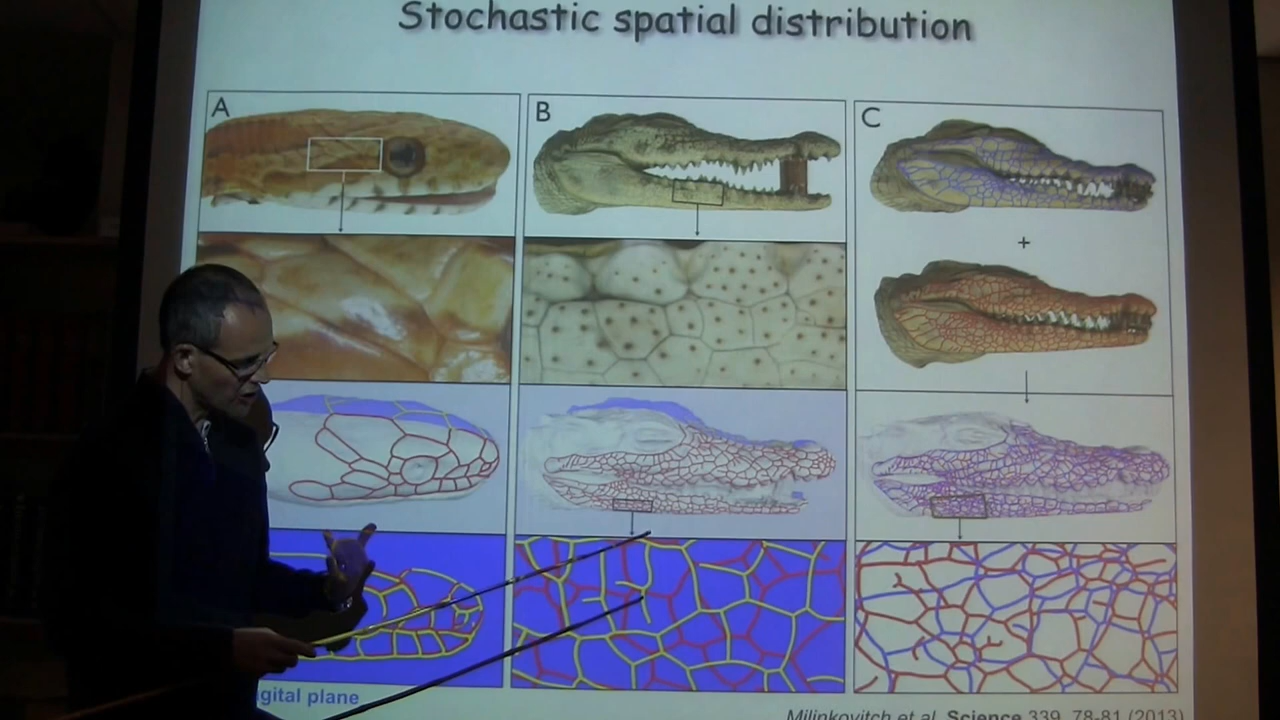 Stochastic spatial distribution
A
B
C
+
gital plane
Milinkovitch et al. Science 339, 78-81 (2013)